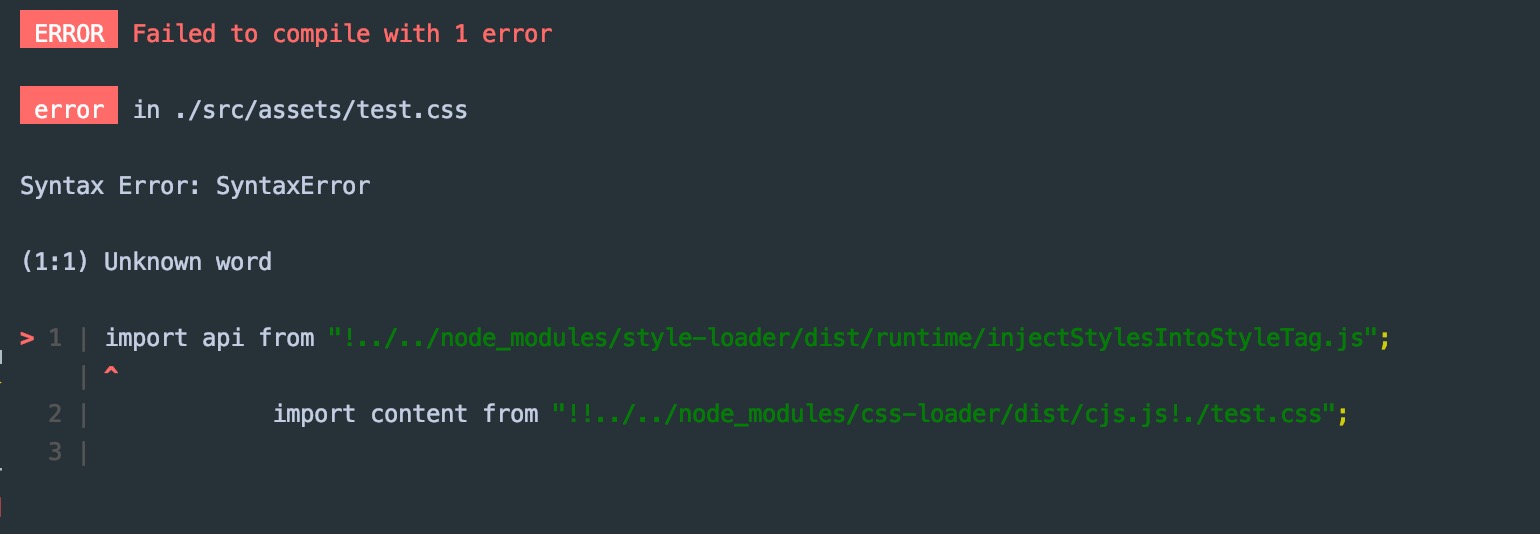 ERROR Failed to compile with 1 error
error in ./src/assets/test.css
Syntax Error: SyntaxError
(1:1) Unknown word
> 1 | import api from "!../../node_modules/style-loader/dist/runtime/injectStylesIntoStyleTag.js";
| ^
2 | import content from "!!../../node_modules/css-loader/dist/cjs.js!./test.css";
3 |